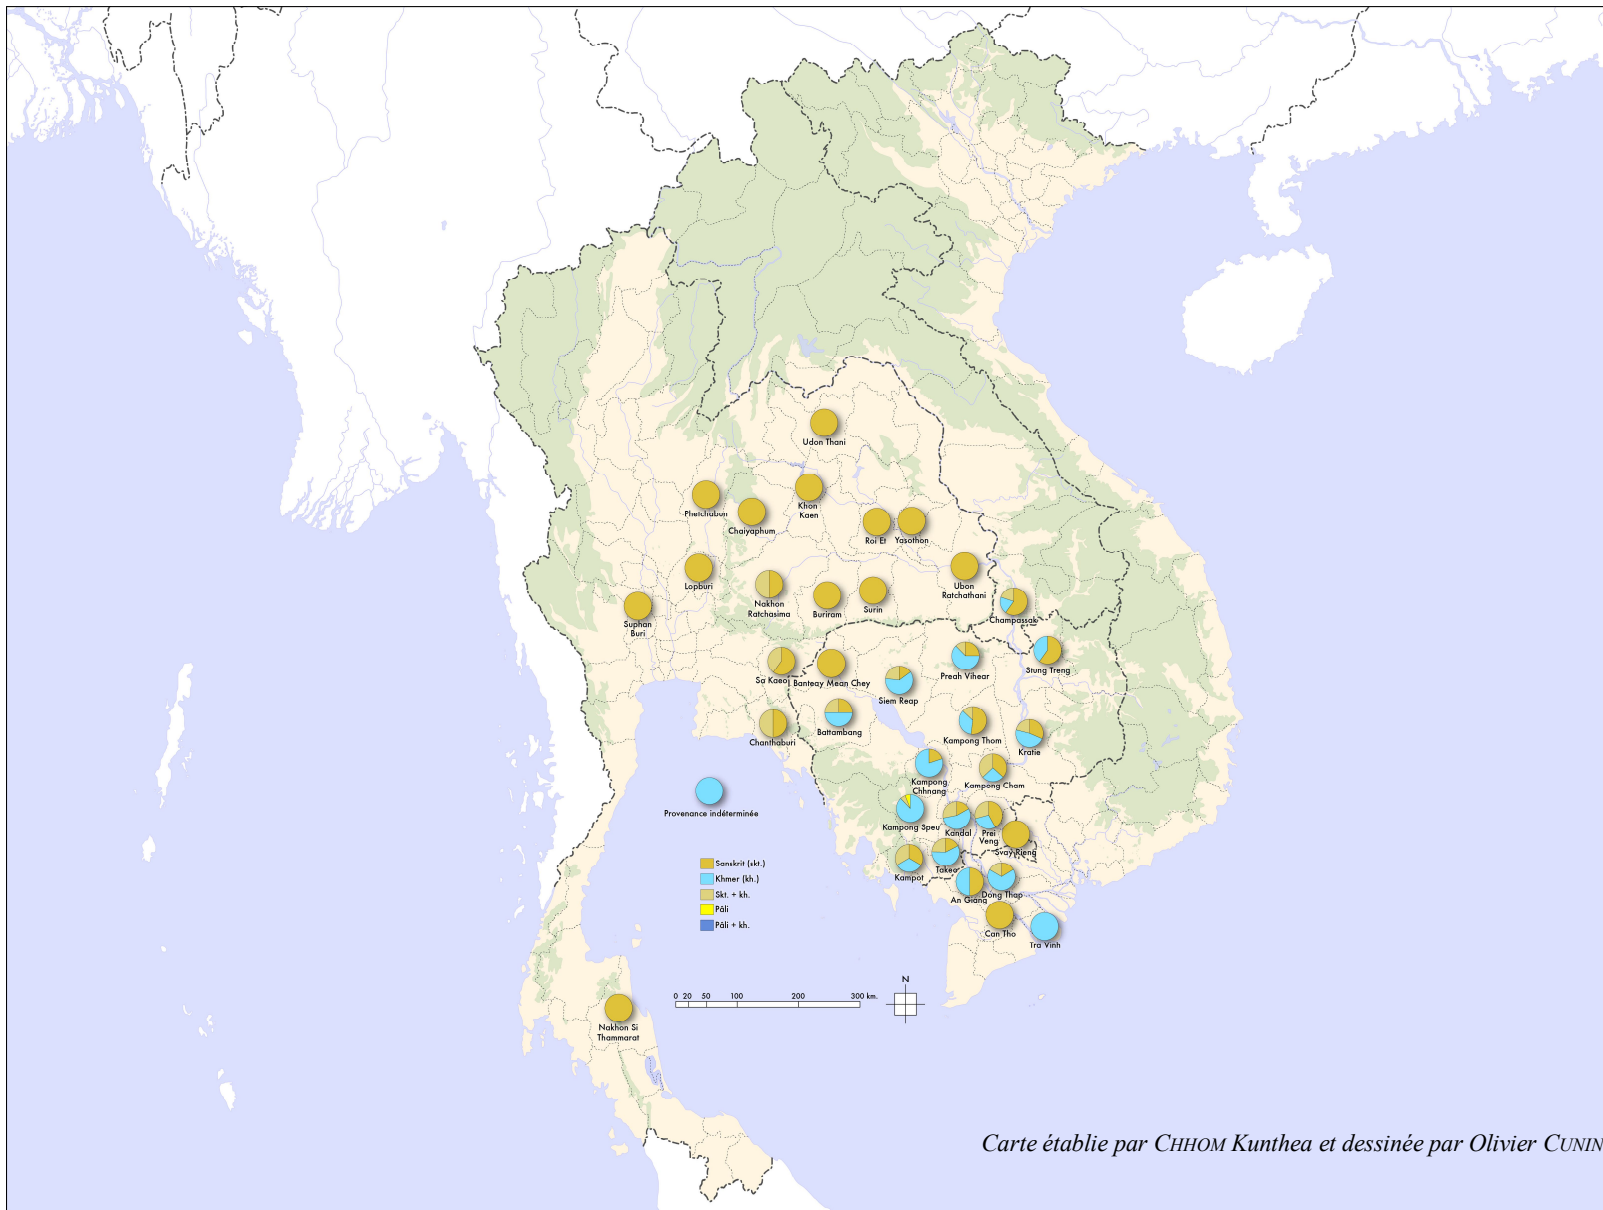 Udon Thani
Phetchabun
Khon
Kaen
Chaiyaphum
Roi Et
Yasothon
Lopburi
Ubon
Ratchathani
Nakhon
Ratchasima
Buriram
Surin
Champassak
Suphan
Buri
Sa Kaeo
Banteay Mean Chey
Preah Vihear
Stung Treng
Siem Reap
Battambang
Chanthaburi
Kampong Thom
Kratie
Kampong
Chhnang
Kampong Cham
Provenance indéterminée
Kampong Speu
Kandal
Prei
Veng
Svay Rieng
Kampot
Takeo
An Giang
Dong Thap
Can Tho
Tra Vinh
Sanskrit (skt.)
Khmer (kh.)
Skt. + kh.
Pâli
Pâli + kh.
N
0 20 50 100 200 300 km.
Nakhon Si
Thammarat
Carte établie par CHHOM Kunthea et dessinée par Olivier CUNIN